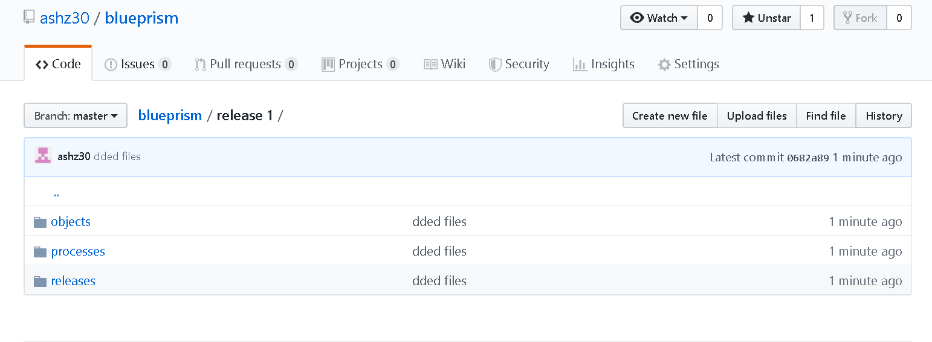 ashz30 / blueprism Watch 0 Unstar 1 Fork 0
Code Issues 0 Pull requests 0 Projects 0 Wiki Security Insights Settings
Branch: master blueprism / release 1 / Create new file Upload files Find file History
ashz30 dded files Latest commit 0682a89 1 minute ago
..
objects dded files 1 minute ago
processes dded files 1 minute ago
releases dded files 1 minute ago